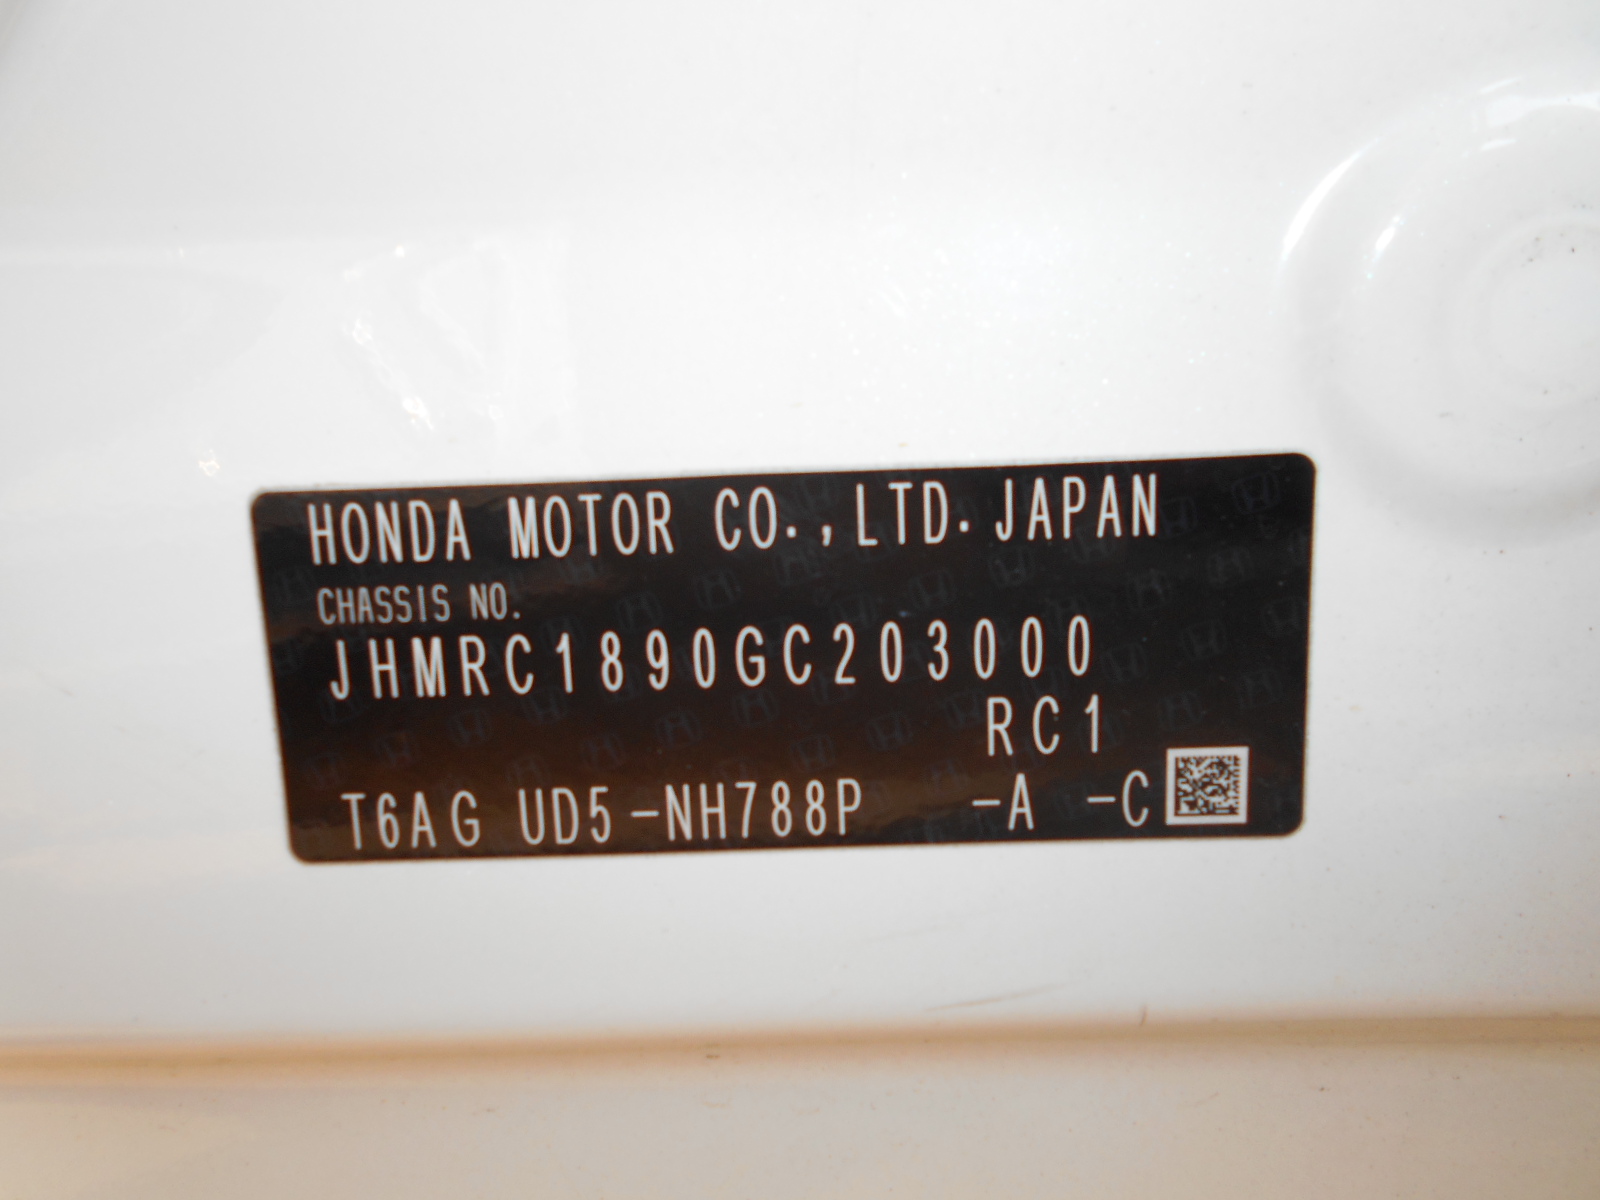 HONDA MOTOR CO.,LTD.JAPAN
CHASSIS NO.
JHMRC1890GC203000
RC1
T6AG UD5-NH788P -A -C